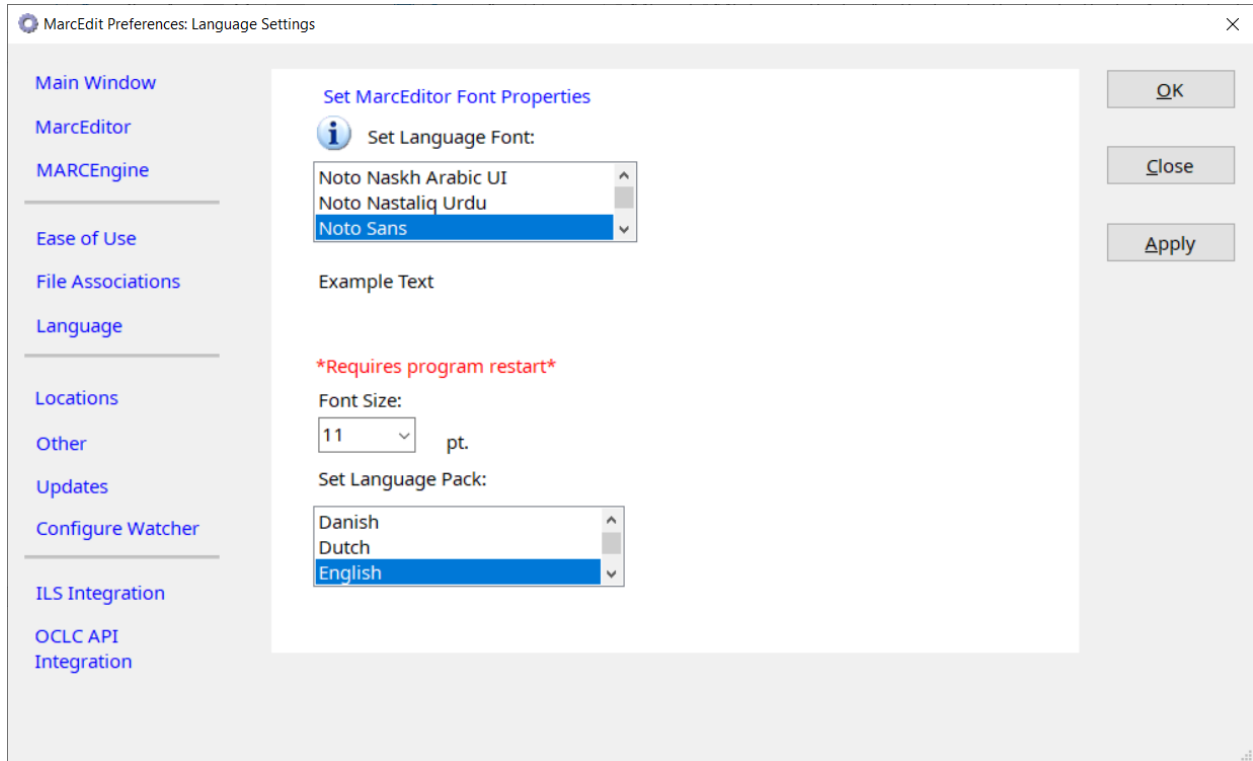 MarcEdit Preferences: Language Settings
Main Window
MarcEditor
MARCEngine
Ease of Use
File Associations
Language
Locations
Other
Updates
Configure Watcher
ILS Integration
OCLC API
Integration
Set MarcEditor Font Properties
Set Language Font:
Noto Naskh Arabic UI
Noto Nastaliq Urdu
Noto Sans
Example Text
*Requires program restart*
Font Size:
11 pt.
Set Language Pack:
Danish
Dutch
English
OK
Close
Apply